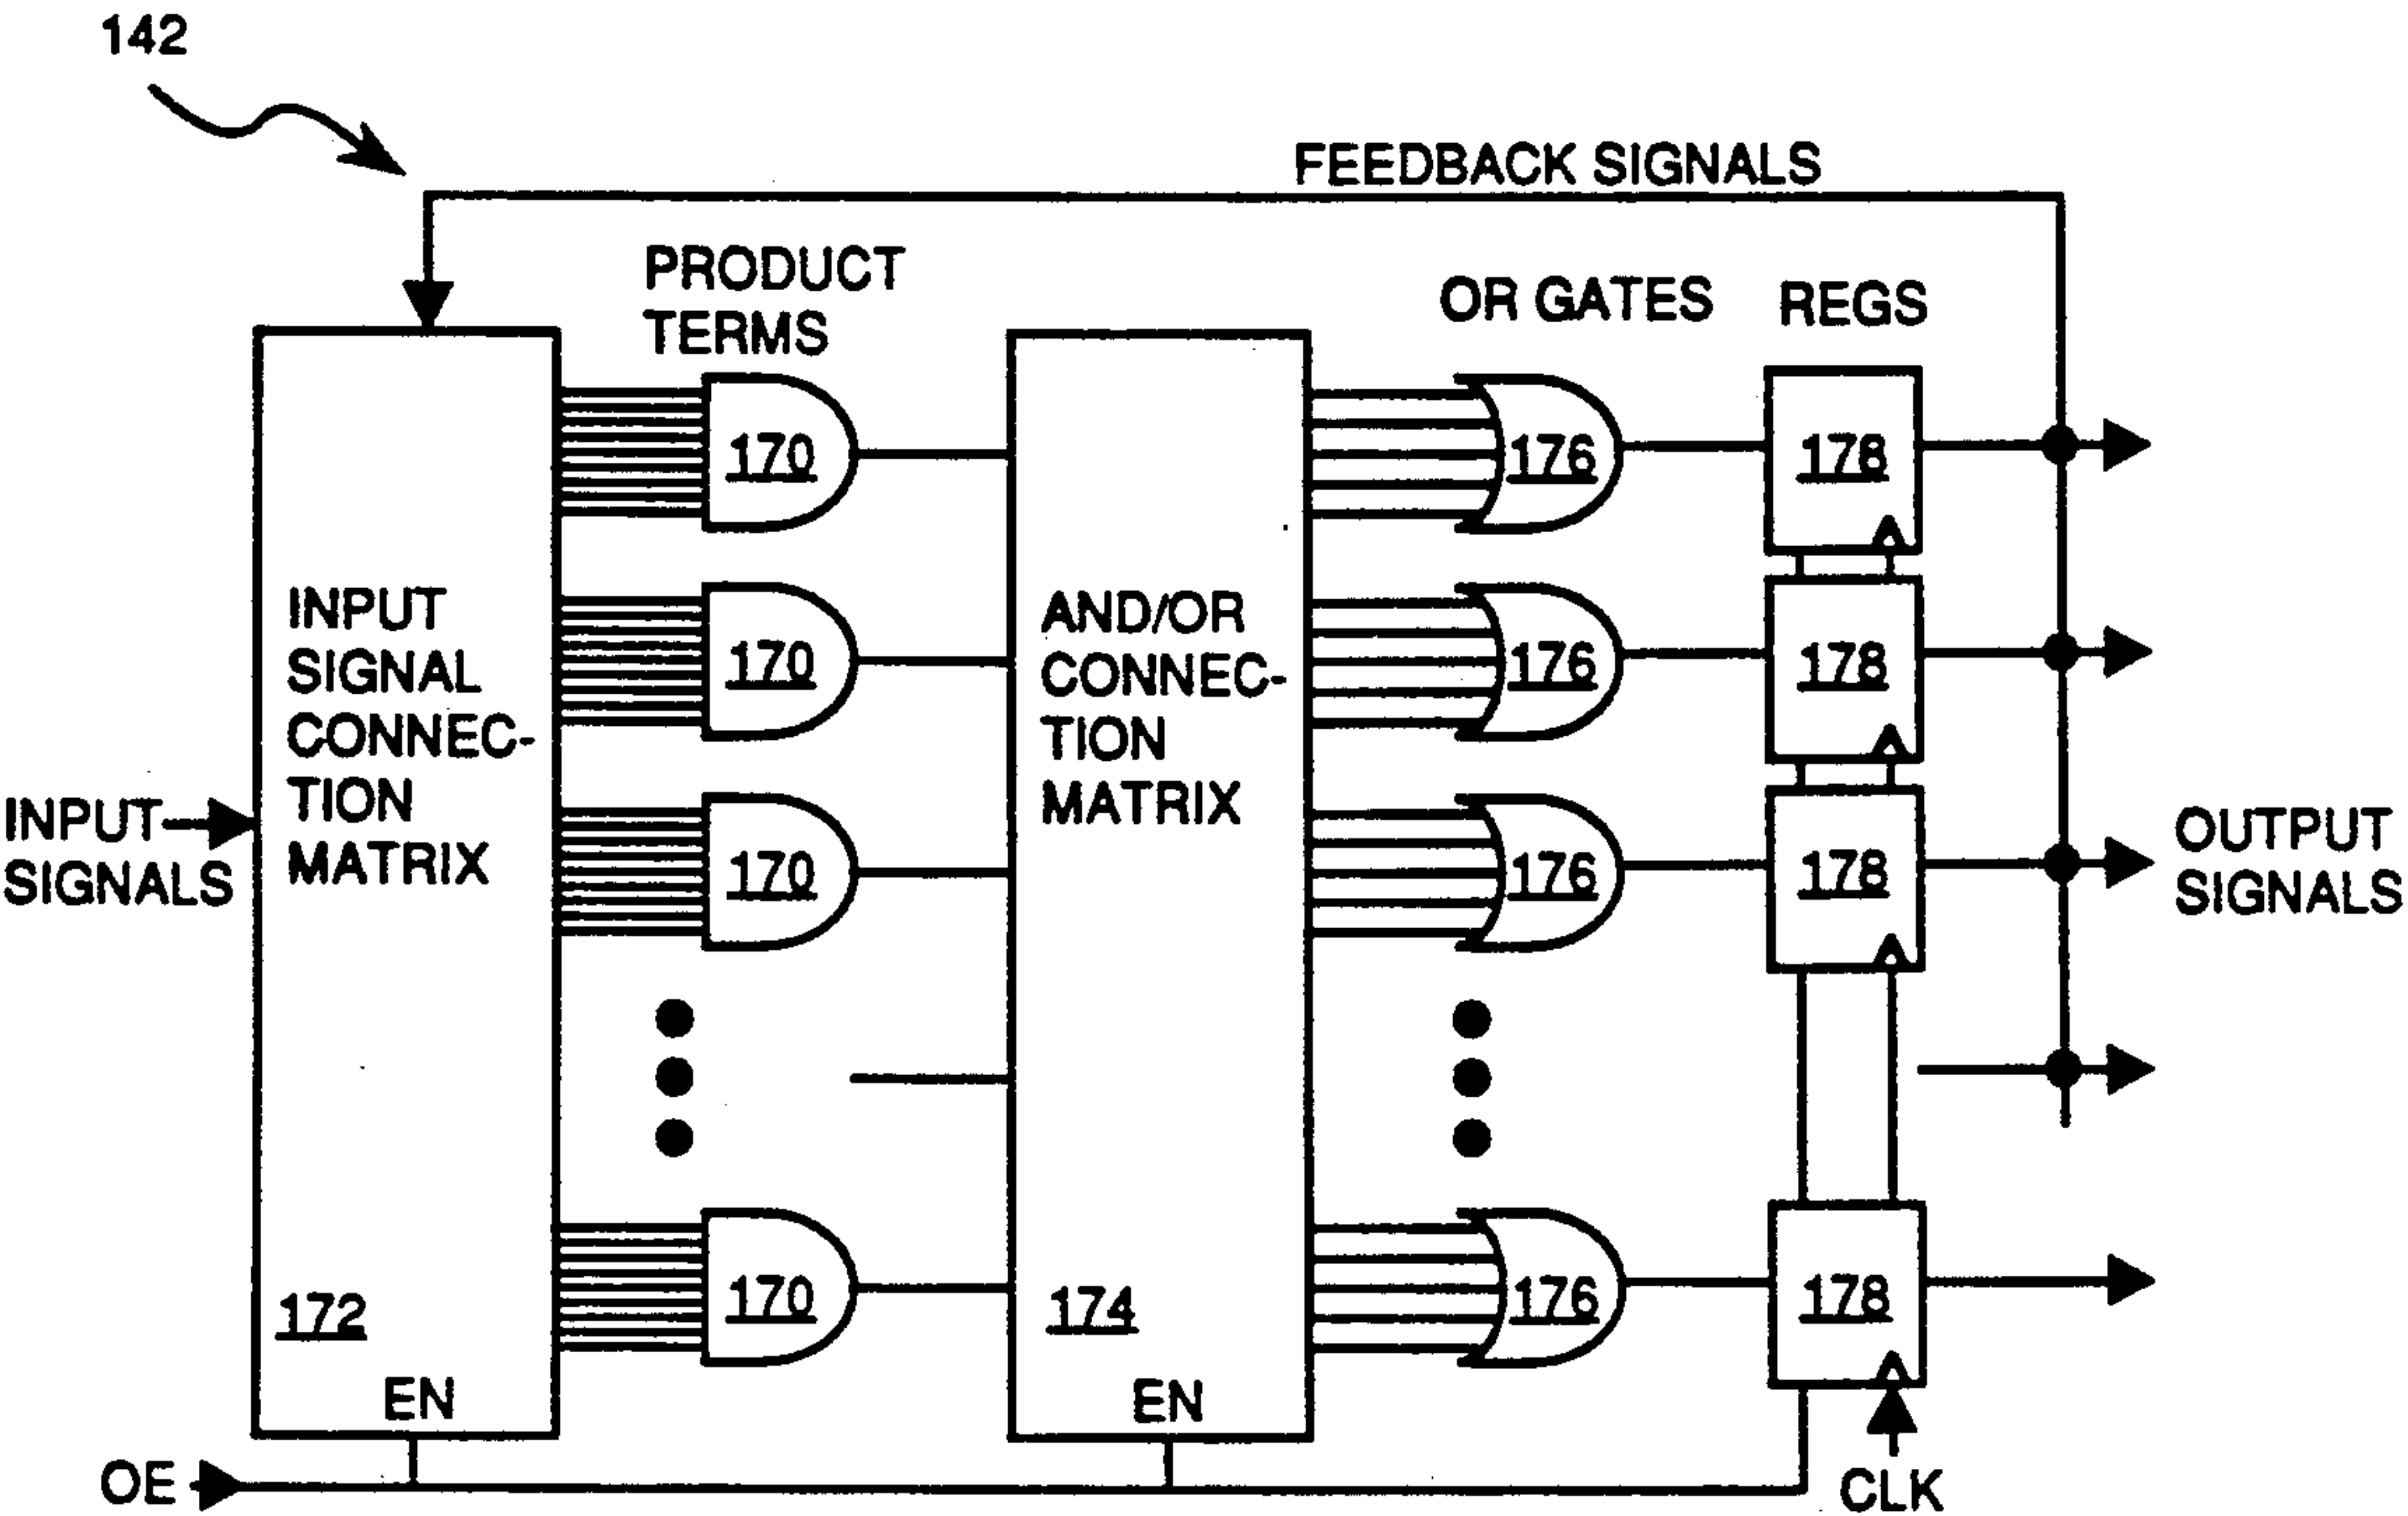 142
FEEDBACK SIGNALS
PRODUCT
TERMS
OR GATES
REGS
170
176
178
INPUT
SIGNAL
CONNEC-
TION
MATRIX
AND/OR
CONNEC-
TION
MATRIX
170
176
178
INPUT
SIGNALS
170
176
178
OUTPUT
SIGNALS
172
170
174
176
178
EN
EN
OE
CLK